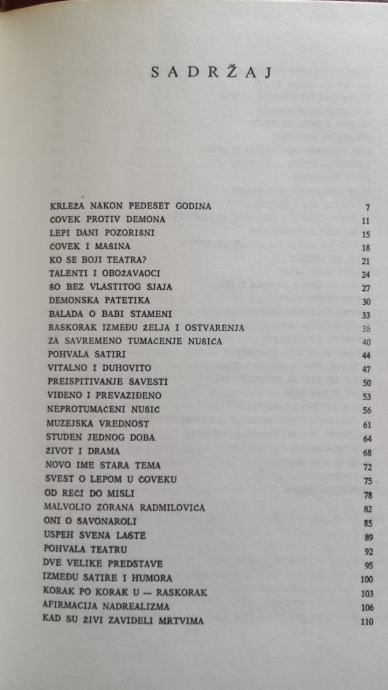 SADRŽAJ
KRLEŽA NAKON PEDESET GODINA 7
ČOVEK PROTIV DEMONA 11
LEPI DANI POZORIŠNI 15
ČOVEK I MAŠINA 18
KO SE BOJI TEATRA? 21
TALENTI I OBOŽAVAOCI 24
ŠO BEZ VLASTITOG SJAJA 27
DEMONSKA PATETIKA 30
BALADA O BABI STAMENI 33
RASKORAK IZMEĐU ŽELJA I OSTVARENJA 36
ZA SAVREMENO TUMAČENJE NUŠIĆA 40
POHVALA SATIRI 44
VITALNO I DUHOVITO 47
PREISPITIVANJE SAVESTI 50
VIĐENO I PREVAZIĐENO 53
NEPROTUMAČENI NUŠIĆ 56
MUZEJSKA VREDNOST 61
STUDEN JEDNOG DOBA 64
ŽIVOT I DRAMA 68
NOVO IME STARA TEMA 72
SVEST O LEPOM U ČOVEKU 75
OD REČI DO MISLI 78
MALVOLIO ZORANA RADMILOVIĆA 82
ONI O SAVONAROLI 85
USPEH SVENA LASTE 89
POHVALA TEATRU 92
DVE VELIKE PREDSTAVE 95
IZMEĐU SATIRE I HUMORA 100
KORAK PO KORAK U — RASKORAK 103
AFIRMACIJA NADREALIZMA 106
KAD SU ŽIVI ZAVIDELI MRTVIMA 110